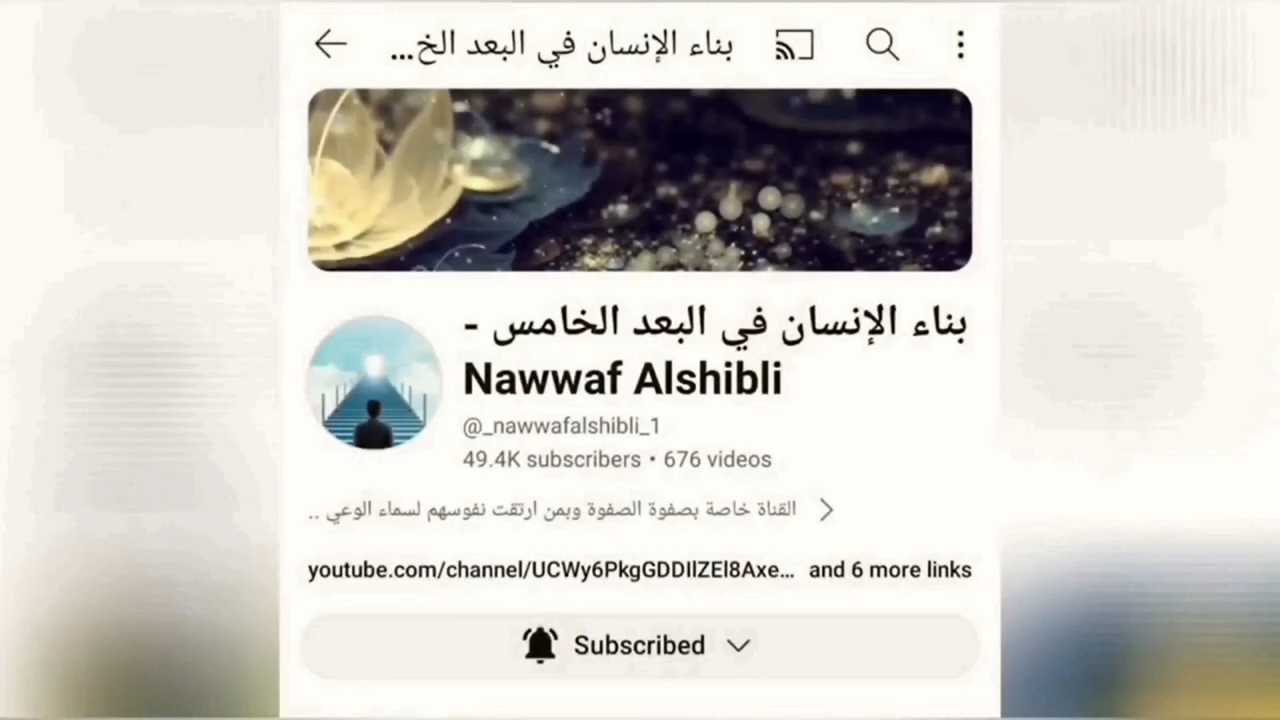 بناء الإنسان في البعد الخ...
بناء الإنسان في البعد الخامس -
Nawwaf Alshibli
@_nawwafalshibli_1
49.4K subscribers • 676 videos
القناة خاصة بصفوة الصفوة وبمن ارتقت نفوسهم لسماء الوعي ..
youtube.com/channel/UCWy6PkgGDDIlZEl8Axe... and 6 more links
Subscribed